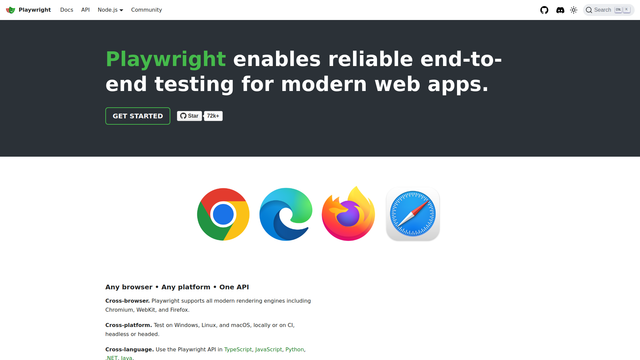 Playwright Docs API Node.js Community Search
Playwright enables reliable end-to-
end testing for modern web apps.
GET STARTED Star 72k+
Any browser • Any platform • One API
Cross-browser. Playwright supports all modern rendering engines including
Chromium, WebKit, and Firefox.
Cross-platform. Test on Windows, Linux, and macOS, locally or on CI,
headless or headed.
Cross-language. Use the Playwright API in TypeScript, JavaScript, Python,
.NET, Java.